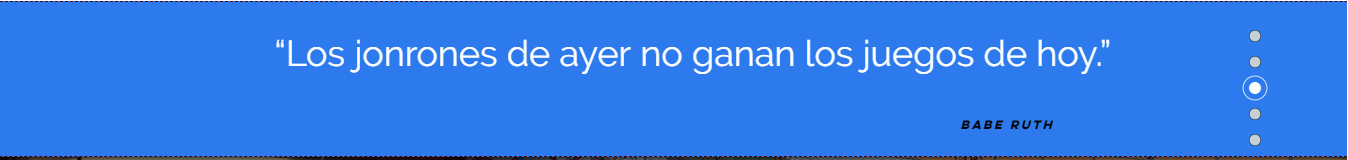 “Los jonrones de ayer no ganan los juegos de hoy.”
BABE RUTH